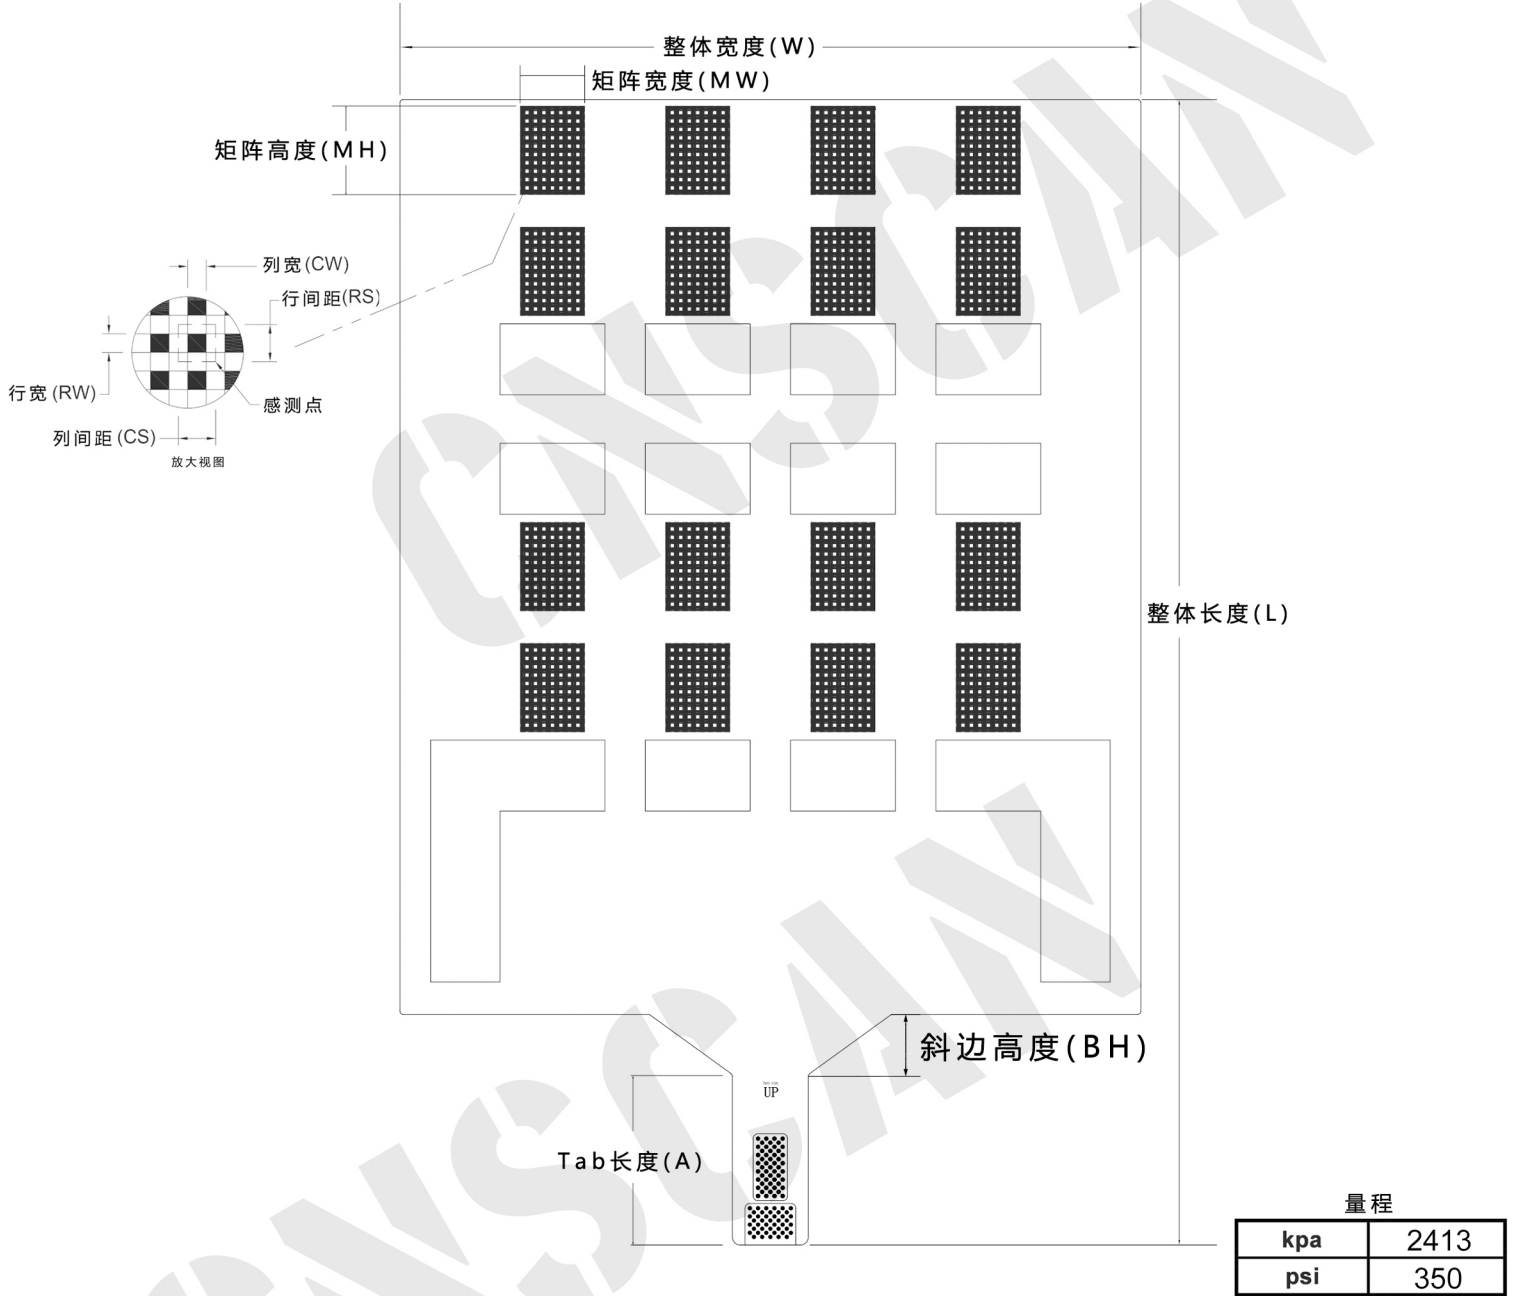 整体宽度(W)
矩阵宽度(MW)
矩阵高度(MH)
列宽(CW)
行间距(RS)
行宽(RW)
感测点
列间距(CS)
放大视图
整体长度(L)
斜边高度(BH)
UP
Tab长度(A)
量程
kpa 2413
psi 350
CNSCAN
CNSCAN